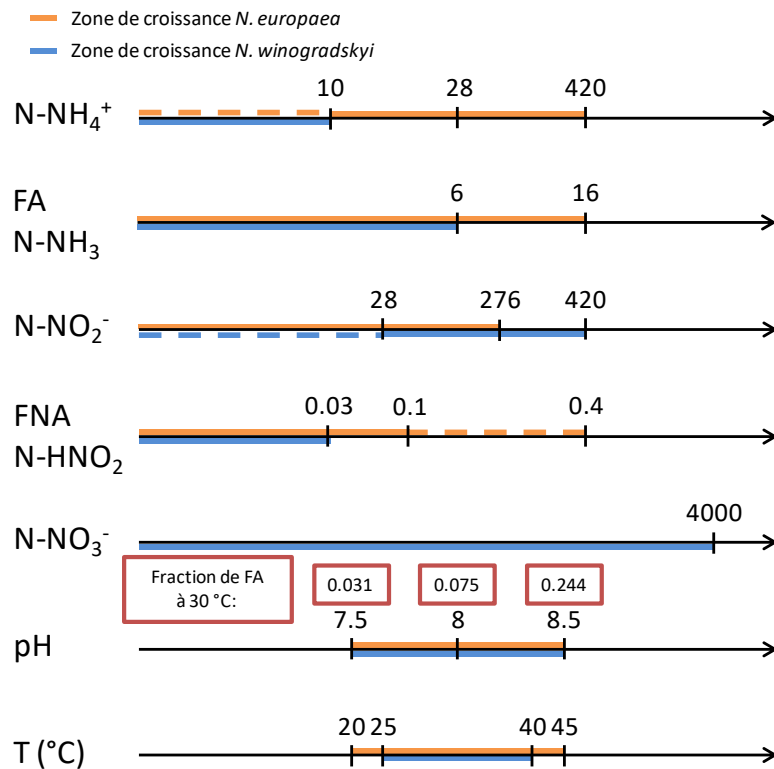 Zone de croissance N. europaea
Zone de croissance N. winogradskyi
10 28 420
N-NH₄⁺
6 16
FA
N-NH₃
28 276 420
N-NO₂⁻
0.03 0.1 0.4
FNA
N-HNO₂
4000
N-NO₃⁻
Fraction de FA
à 30 °C:
0.031 0.075 0.244
7.5 8 8.5
pH
20 25 40 45
T (°C)